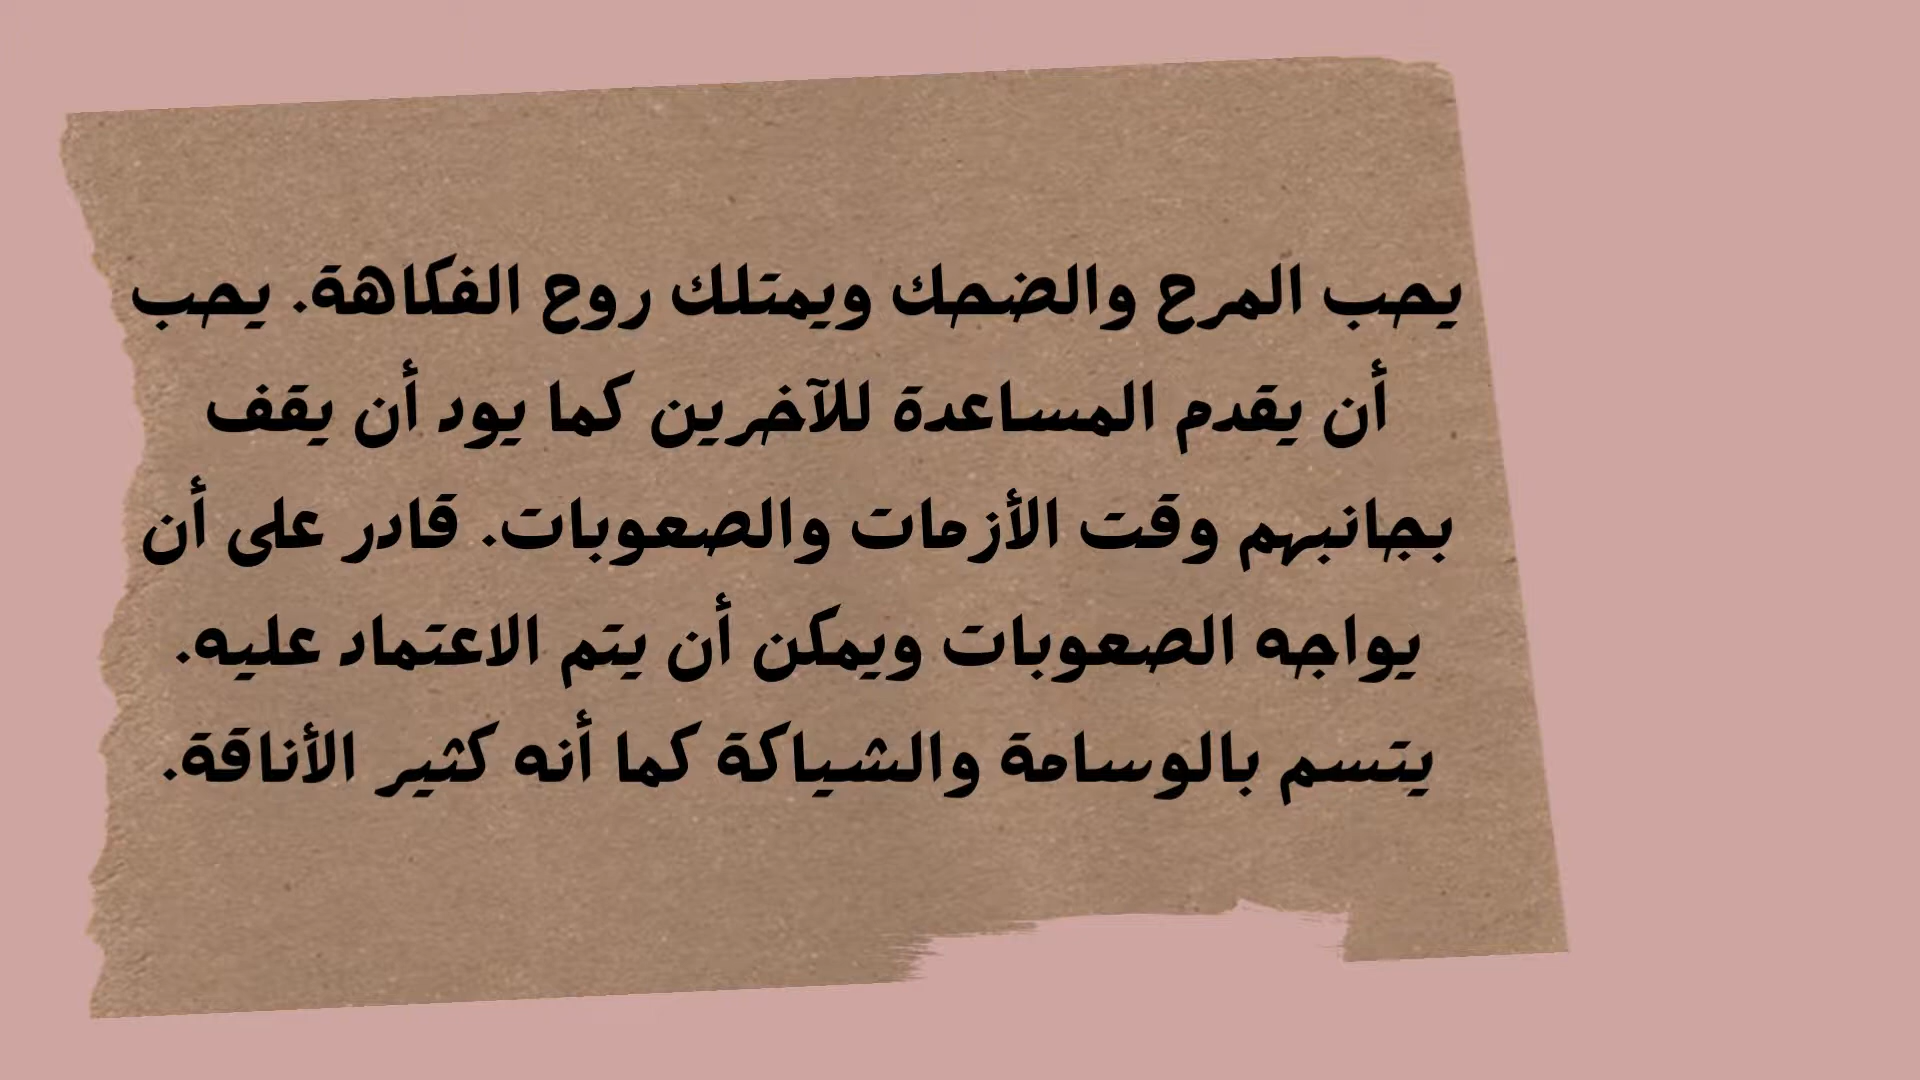 يحب المرح والضحك ويمتلك روح الفكاهة. يحب
أن يقدم المساعدة للآخرين كما يود أن يقف
بجانبهم وقت الأزمات والصعوبات. قادر على أن
يواجه الصعوبات ويمكن أن يتم الاعتماد عليه.
يتسم بالوسامة والشياكة كما أنه كثير الأناقة.